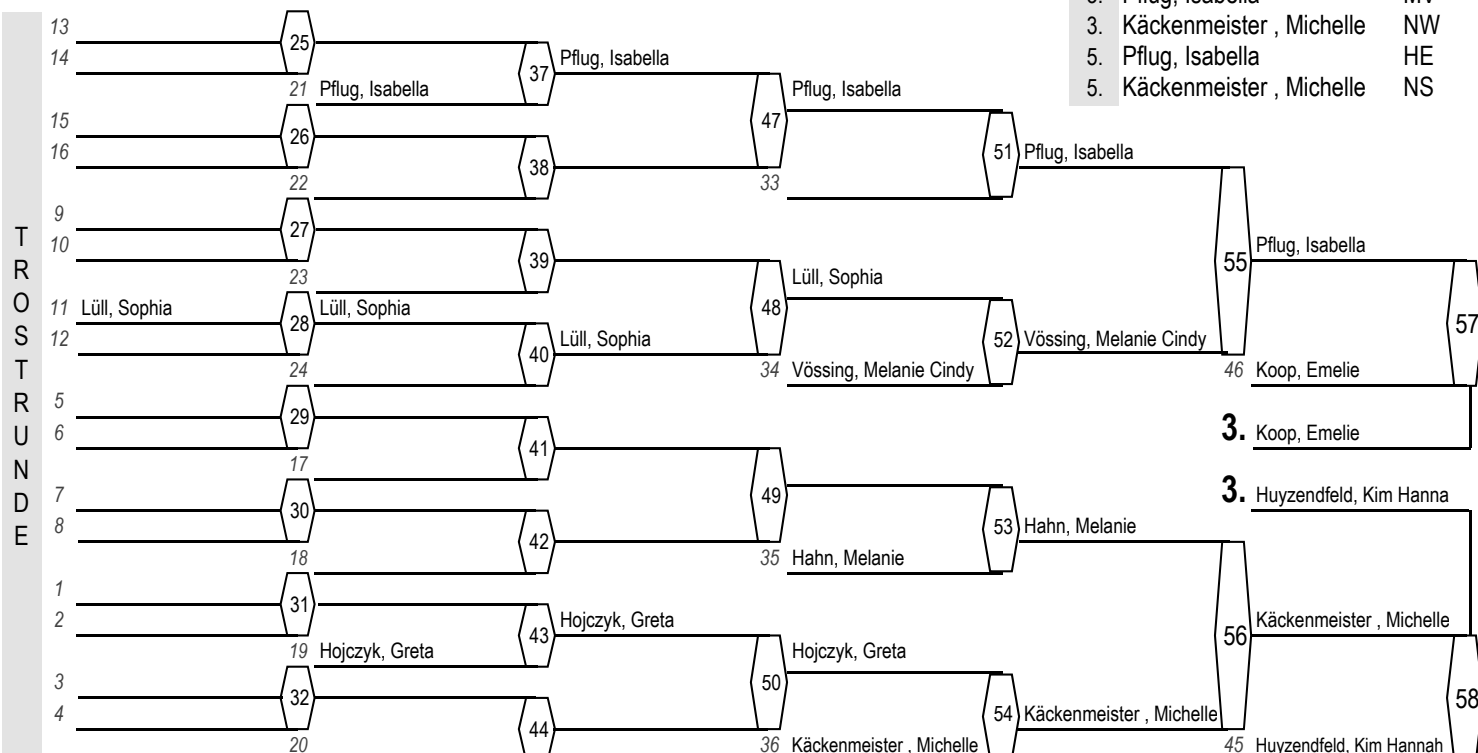 3. Pflug, Isabella MV
3. Käckenmeister , Michelle NW
5. Pflug, Isabella HE
5. Käckenmeister , Michelle NS
TROSTRUNDE
13
25
14
37 Pflug, Isabella
21 Pflug, Isabella
Pflug, Isabella
15
47
26
16
38
51 Pflug, Isabella
22
33
9
27
10
39
55 Pflug, Isabella
23
Lüll, Sophia
11 Lüll, Sophia
28 Lüll, Sophia
48
57
12
40 Lüll, Sophia
52 Vössing, Melanie Cindy
24
34 Vössing, Melanie Cindy
46 Koop, Emelie
5
29
6
41
3. Koop, Emelie
17
7
30
49
3. Huyzendfeld, Kim Hanna
8
42
53 Hahn, Melanie
18
35 Hahn, Melanie
1
31
2
43 Hojczyk, Greta
56 Käckenmeister , Michelle
19 Hojczyk, Greta
Hojczyk, Greta
3
32
50
58
4
44
54 Käckenmeister , Michelle
20
36 Käckenmeister , Michelle
45 Huyzendfeld, Kim Hannah